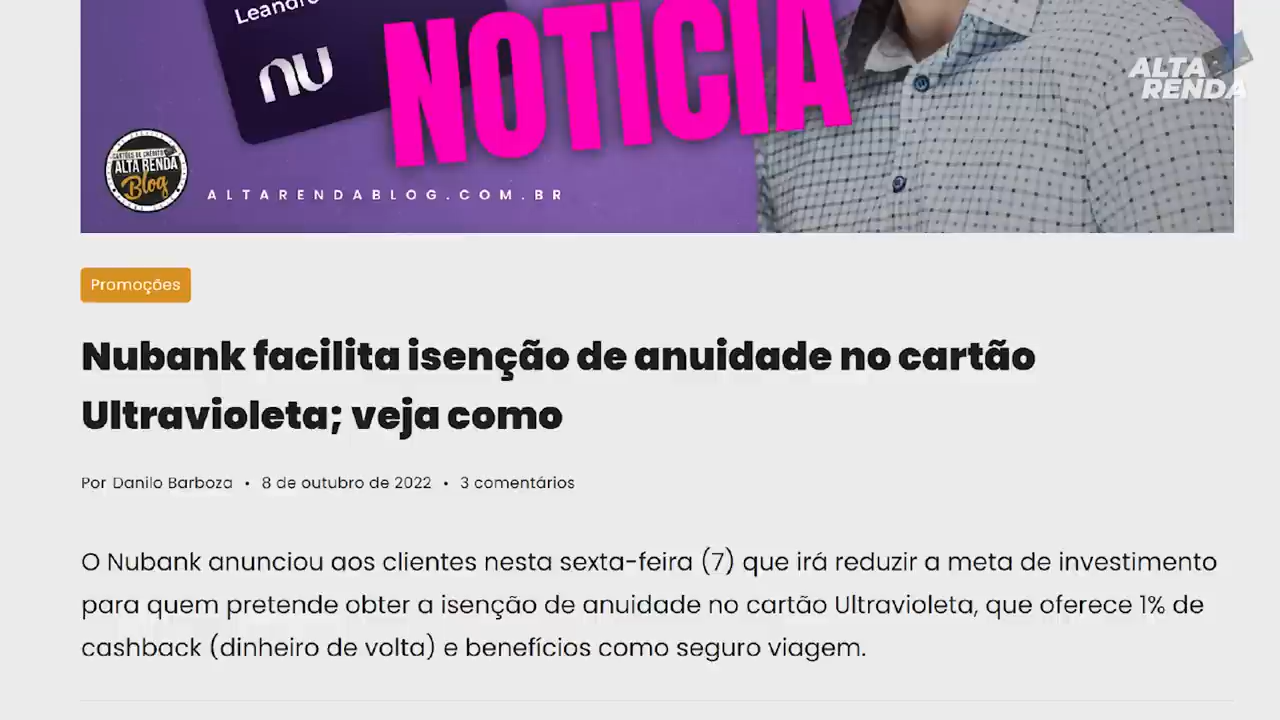 Leandro
nu
NOTÍCIA
ALTA
RENDA
CARTÕES DE CRÉDITO
ALTA RENDA
Blog
ALTARENDABLOG.COM.BR
Promoções
Nubank facilita isenção de anuidade no cartão
Ultravioleta; veja como
Por Danilo Barboza • 8 de outubro de 2022 • 3 comentários
O Nubank anunciou aos clientes nesta sexta-feira (7) que irá reduzir a meta de investimento
para quem pretende obter a isenção de anuidade no cartão Ultravioleta, que oferece 1% de
cashback (dinheiro de volta) e benefícios como seguro viagem.